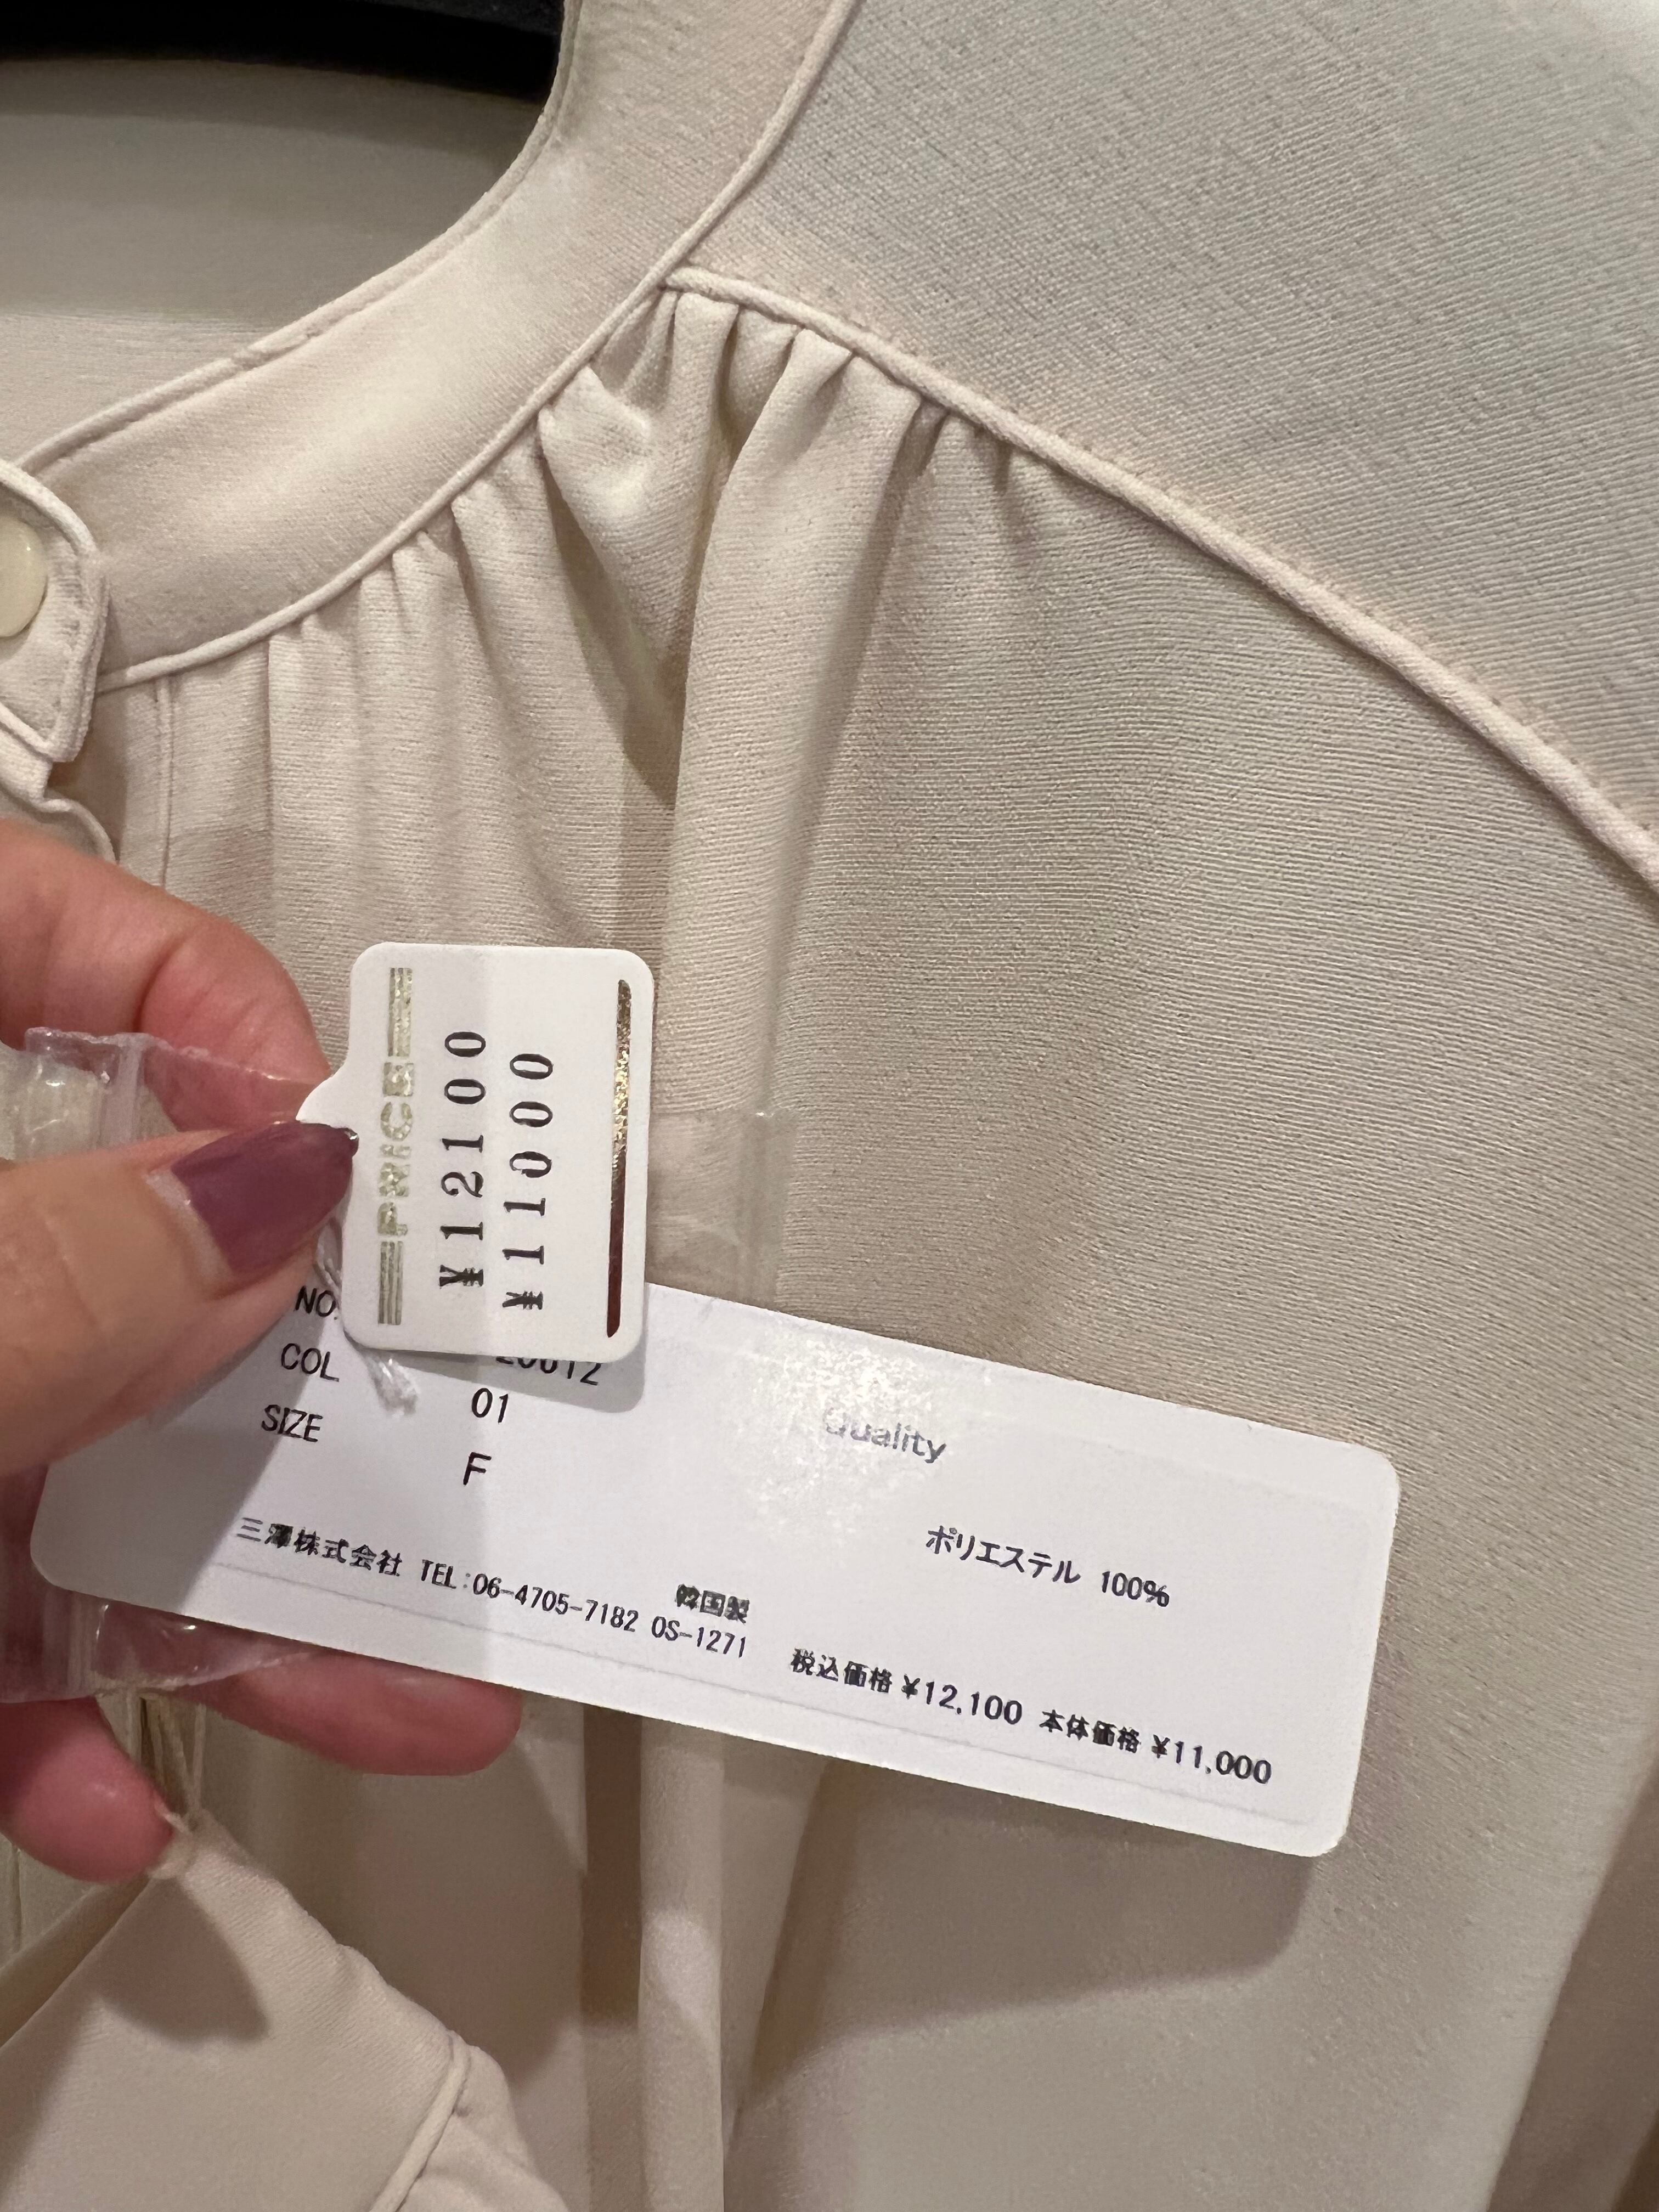 PRICE
¥12100
¥11000
NO.
COL 01
SIZE F
Quality
ポリエステル 100%
韓国製
三澤株式会社 TEL:06-4705-7182 OS-1271
税込価格 ¥12,100 本体価格 ¥11,000